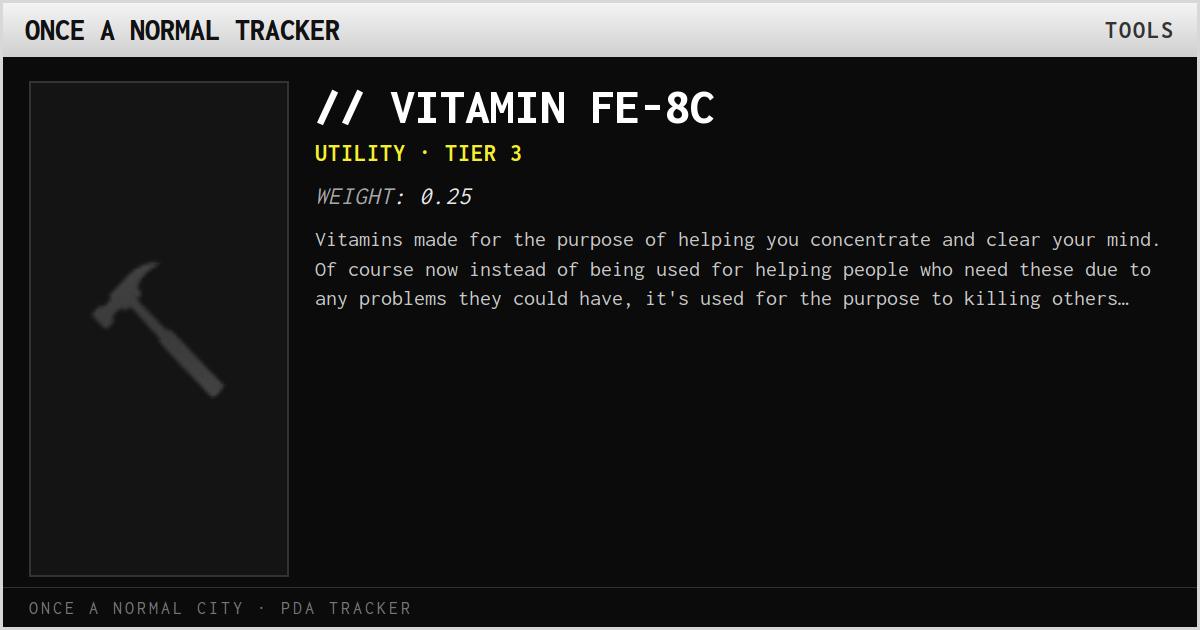 ONCE A NORMAL TRACKER
TOOLS
// VITAMIN FE-8C
UTILITY · TIER 3
WEIGHT: 0.25
Vitamins made for the purpose of helping you concentrate and clear your mind.
Of course now instead of being used for helping people who need these due to
any problems they could have, it's used for the purpose to killing others…
ONCE A NORMAL CITY · PDA TRACKER